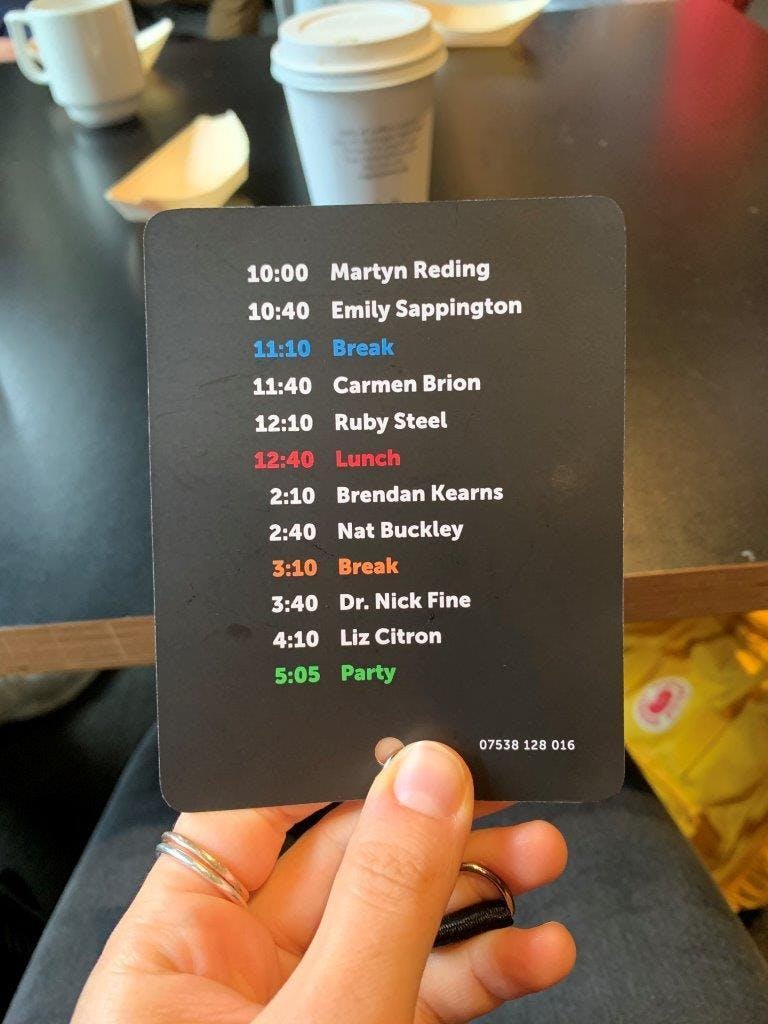 10:00 Martyn Reding
10:40 Emily Sappington
11:10 Break
11:40 Carmen Brion
12:10 Ruby Steel
12:40 Lunch
2:10 Brendan Kearns
2:40 Nat Buckley
3:10 Break
3:40 Dr. Nick Fine
4:10 Liz Citron
5:05 Party
07538 128 016